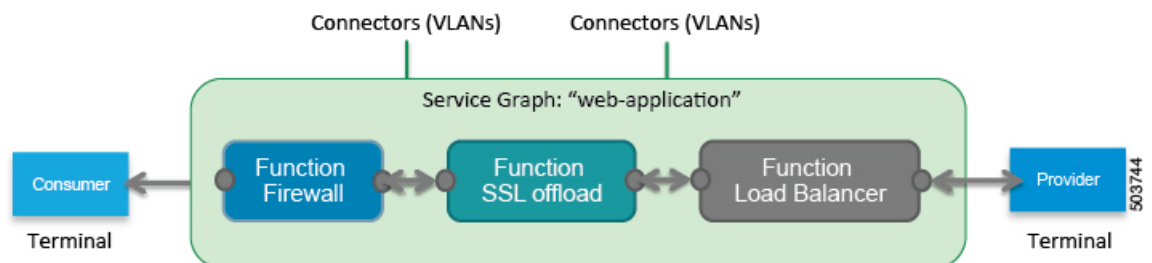 Connectors (VLANs)
Connectors (VLANs)
Service Graph: “web-application”
Consumer
Function
Firewall
Function
SSL offload
Function
Load Balancer
Provider
503744
Terminal
Terminal